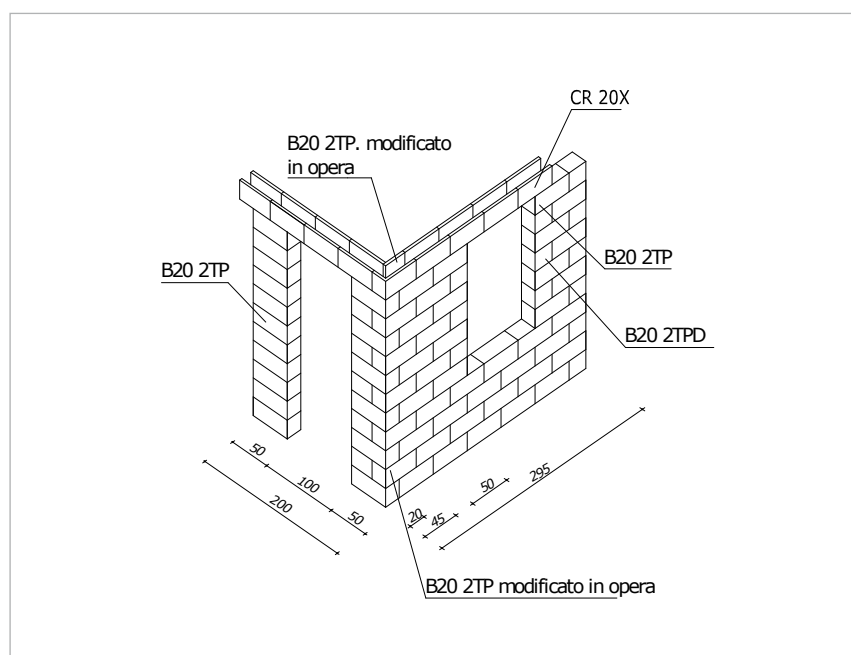 CR 20X
B20 2TP. modificato
in opera
B20 2TP
B20 2TP
B20 2TPD
50
100
200
50
20
45
50
295
B20 2TP modificato in opera